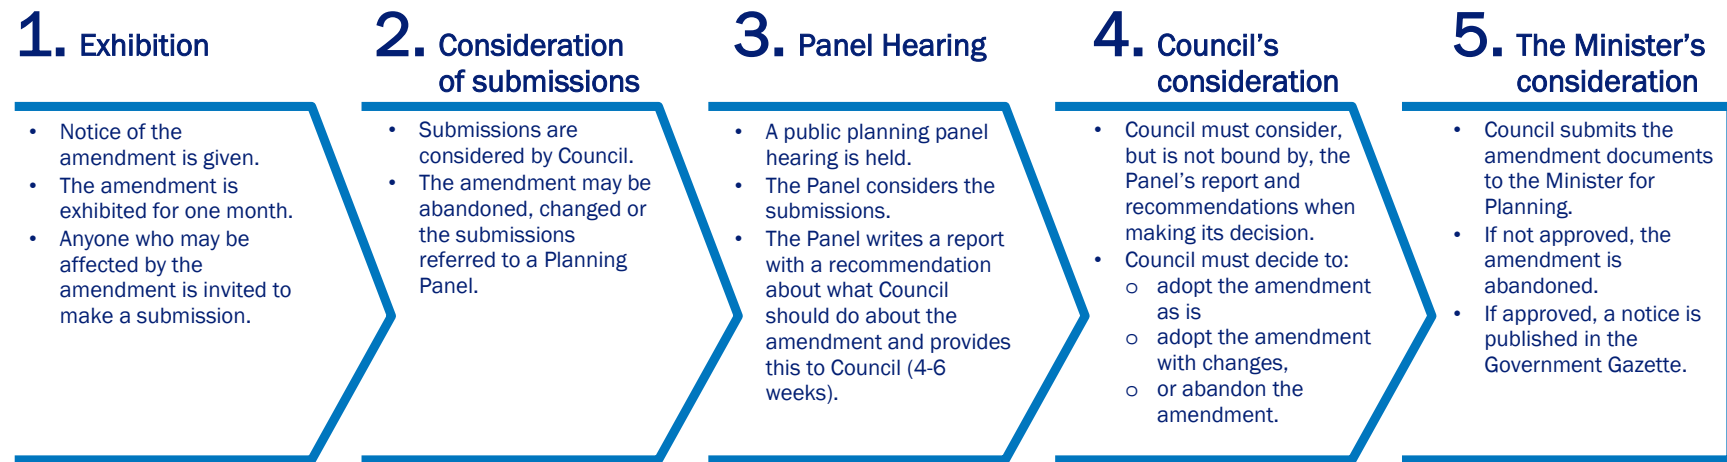 1. Exhibition
• Notice of the
amendment is given.
• The amendment is
exhibited for one month.
• Anyone who may be
affected by the
amendment is invited to
make a submission.
2. Consideration
of submissions
• Submissions are
considered by Council.
• The amendment may be
abandoned, changed or
the submissions
referred to a Planning
Panel.
3. Panel Hearing
• A public planning panel
hearing is held.
• The Panel considers the
submissions.
• The Panel writes a report
with a recommendation
about what Council
should do about the
amendment and provides
this to Council (4-6
weeks).
4. Council's
consideration
• Council must consider,
but is not bound by, the
Panel's report and
recommendations when
making its decision.
• Council must decide to:
o adopt the amendment
as is
o adopt the amendment
with changes,
o or abandon the
amendment.
5. The Minister's
consideration
• Council submits the
amendment documents
to the Minister for
Planning.
• If not approved, the
amendment is
abandoned.
• If approved, a notice is
published in the
Government Gazette.